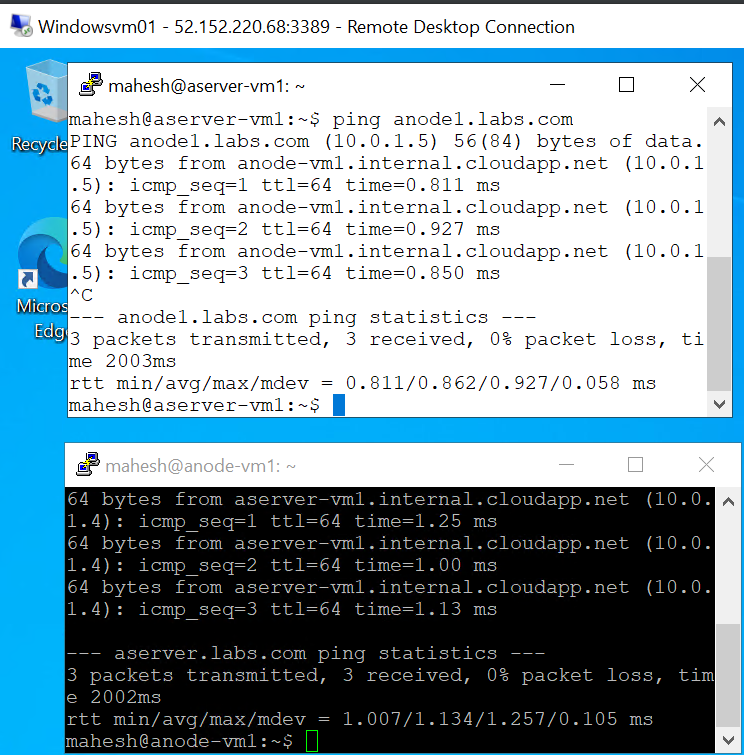 Windowsvm01 - 52.152.220.68:3389 - Remote Desktop Connection
Recycle
Micros
Edg
mahesh@aserver-vm1: ~
mahesh@aserver-vm1:~$ ping anode1.labs.com
PING anode1.labs.com (10.0.1.5) 56(84) bytes of data.
64 bytes from anode-vm1.internal.cloudapp.net (10.0.1
.5): icmp_seq=1 ttl=64 time=0.811 ms
64 bytes from anode-vm1.internal.cloudapp.net (10.0.1
.5): icmp_seq=2 ttl=64 time=0.927 ms
64 bytes from anode-vm1.internal.cloudapp.net (10.0.1
.5): icmp_seq=3 ttl=64 time=0.850 ms
^C
--- anode1.labs.com ping statistics ---
3 packets transmitted, 3 received, 0% packet loss, ti
me 2003ms
rtt min/avg/max/mdev = 0.811/0.862/0.927/0.058 ms
mahesh@aserver-vm1:~$
mahesh@anode-vm1: ~
64 bytes from aserver-vm1.internal.cloudapp.net (10.0.
1.4): icmp_seq=1 ttl=64 time=1.25 ms
64 bytes from aserver-vm1.internal.cloudapp.net (10.0.
1.4): icmp_seq=2 ttl=64 time=1.00 ms
64 bytes from aserver-vm1.internal.cloudapp.net (10.0.
1.4): icmp_seq=3 ttl=64 time=1.13 ms
--- aserver.labs.com ping statistics ---
3 packets transmitted, 3 received, 0% packet loss, tim
e 2002ms
rtt min/avg/max/mdev = 1.007/1.134/1.257/0.105 ms
mahesh@anode-vm1:~$